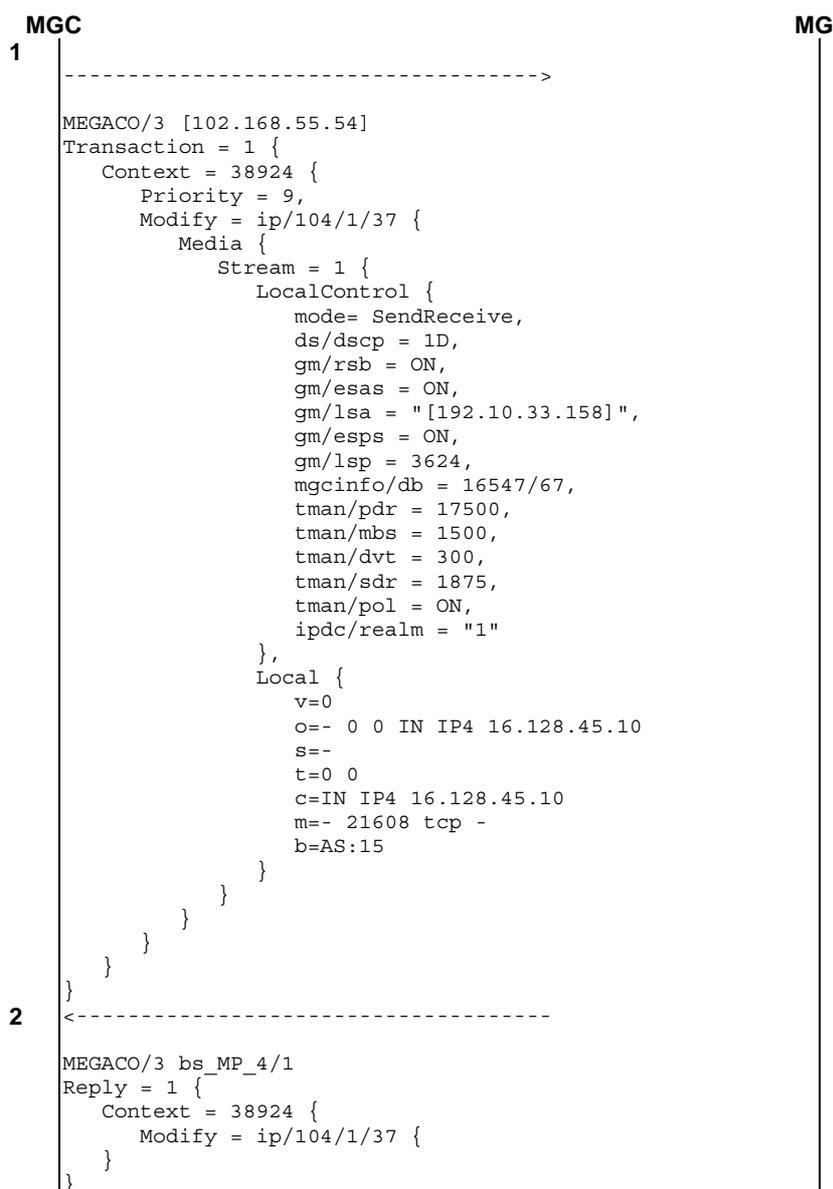 MGC MG
1
------------------------------------->
MEGACO/3 [102.168.55.54]
Transaction = 1 {
   Context = 38924 {
      Priority = 9,
      Modify = ip/104/1/37 {
         Media {
            Stream = 1 {
               LocalControl {
                  mode= SendReceive,
                  ds/dscp = 1D,
                  gm/rsb = ON,
                  gm/esas = ON,
                  gm/lsa = "[192.10.33.158]",
                  gm/esps = ON,
                  gm/lsp = 3624,
                  mgcinfo/db = 16547/67,
                  tman/pdr = 17500,
                  tman/mbs = 1500,
                  tman/dvt = 300,
                  tman/sdr = 1875,
                  tman/pol = ON,
                  ipdc/realm = "1"
               },
               Local {
                  v=0
                  o=- 0 0 IN IP4 16.128.45.10
                  s=-
                  t=0 0
                  c=IN IP4 16.128.45.10
                  m=- 21608 tcp -
                  b=AS:15
               }
            }
         }
      }
   }
}
2 <-------------------------------------
MEGACO/3 bs_MP_4/1
Reply = 1 {
   Context = 38924 {
      Modify = ip/104/1/37 {
   }
}